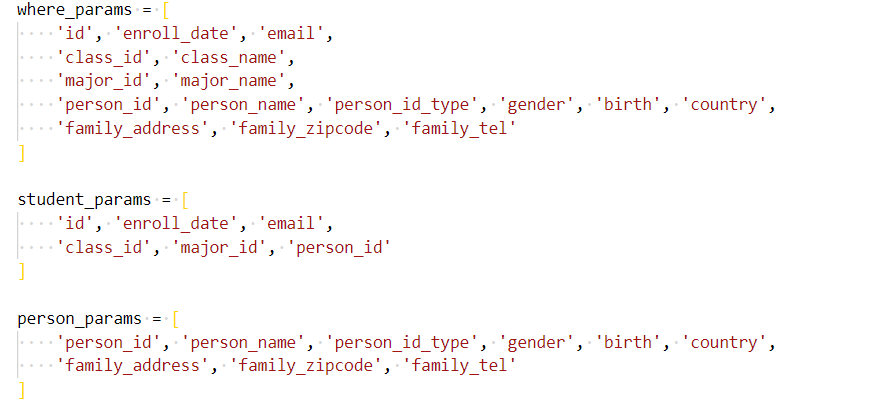 where_params = [
    'id', 'enroll_date', 'email',
    'class_id', 'class_name',
    'major_id', 'major_name',
    'person_id', 'person_name', 'person_id_type', 'gender', 'birth', 'country',
    'family_address', 'family_zipcode', 'family_tel'
]

student_params = [
    'id', 'enroll_date', 'email',
    'class_id', 'major_id', 'person_id'
]

person_params = [
    'person_id', 'person_name', 'person_id_type', 'gender', 'birth', 'country',
    'family_address', 'family_zipcode', 'family_tel'
]